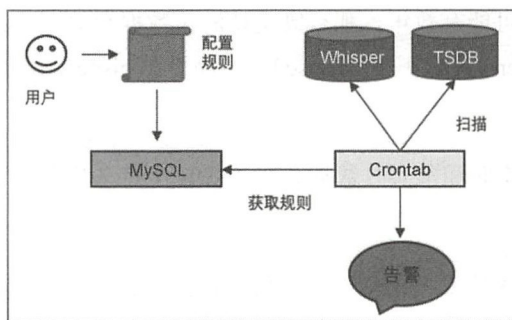 配置
规则
Whisper
TSDB
用户
扫描
MySQL
Crontab
获取规则
告警